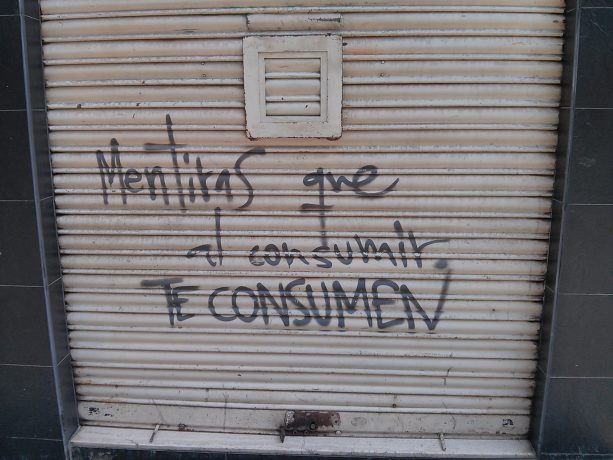 Mentiras que
al consumir
TE CONSUMEN